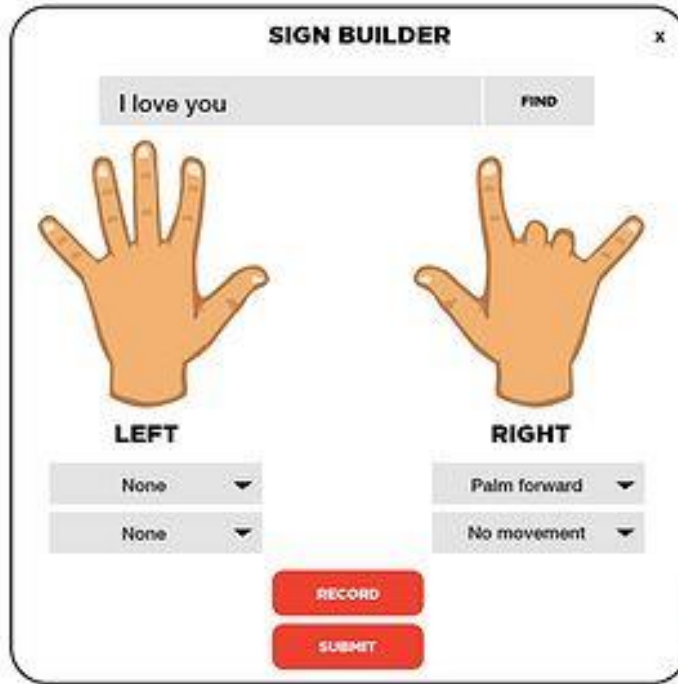 SIGN BUILDER x
I love you FIND
LEFT RIGHT
None Palm forward
None No movement
RECORD
SUBMIT